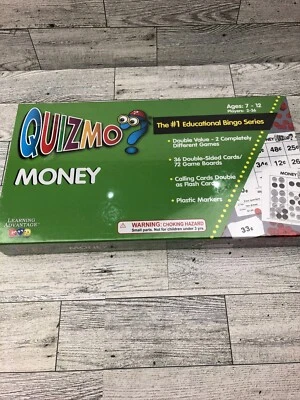 Ages: 7 - 12
Players: 2-36
QUIZMO?
The #1 Educational Bingo Series
MONEY
• Double Value - 2 Completely
Different Games
• 36 Double-Sided Cards/
72 Game Boards
• Calling Cards Double
as Flash Cards
• Plastic Markers
LEARNING
ADVANTAGE
WARNING: CHOKING HAZARD
Small parts. Not for children under 3 yrs.
48¢
25¢
12¢
MONEY
33¢